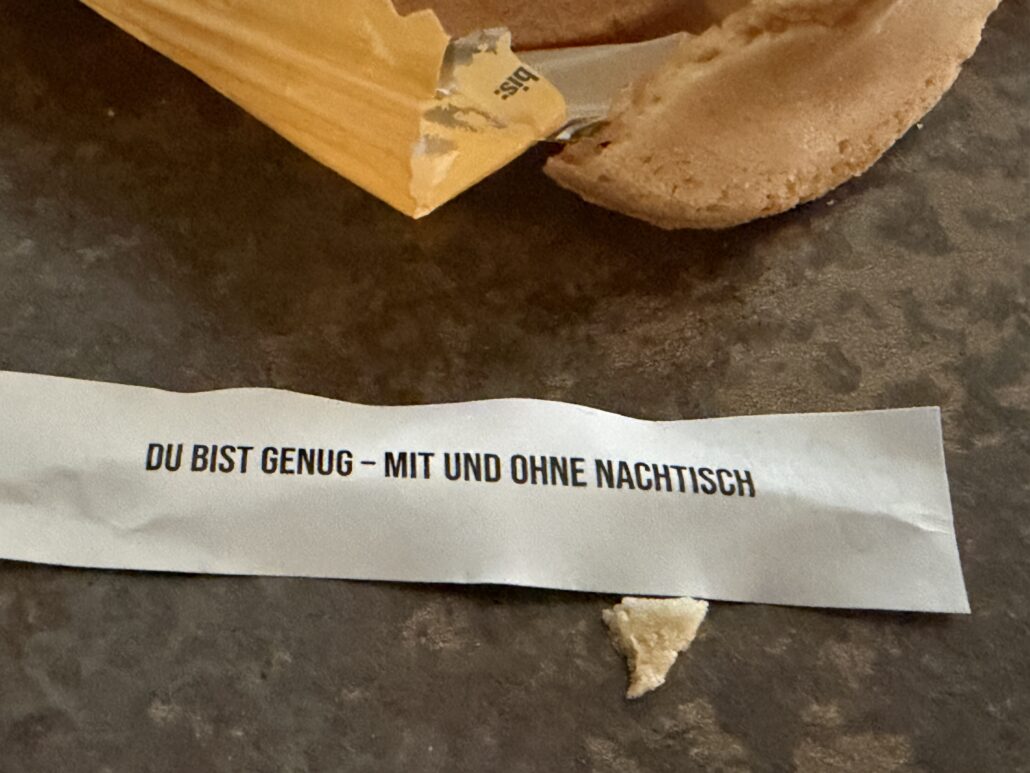 bis:
DU BIST GENUG – MIT UND OHNE NACHTISCH